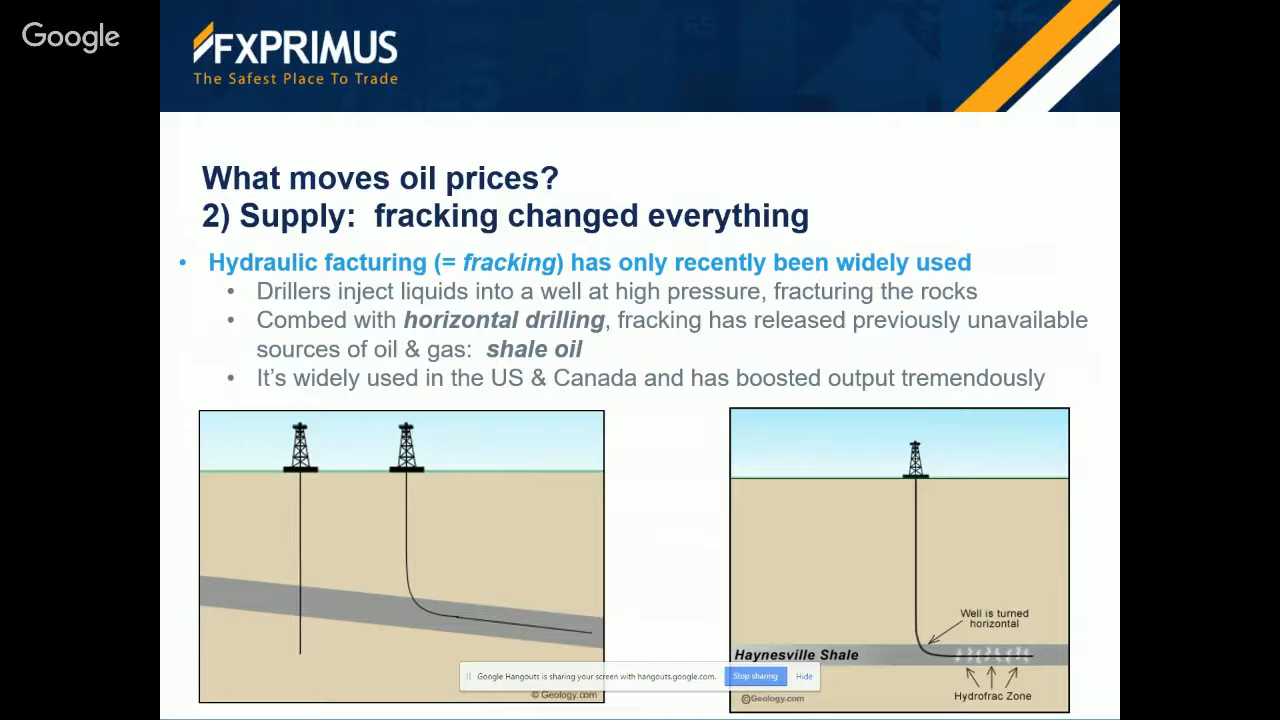 Google
FXPRIMUS
The Safest Place To Trade
What moves oil prices?
2) Supply: fracking changed everything
• Hydraulic facturing (= fracking) has only recently been widely used
• Drillers inject liquids into a well at high pressure, fracturing the rocks
• Combed with horizontal drilling, fracking has released previously unavailable
sources of oil & gas: shale oil
• It's widely used in the US & Canada and has boosted output tremendously
© Geology.com
Well is turned
horizontal
Haynesville Shale
Hydrofrac Zone
©Geology.com
Google Hangouts is sharing your screen with hangouts.google.com.
Stop sharing
Hide